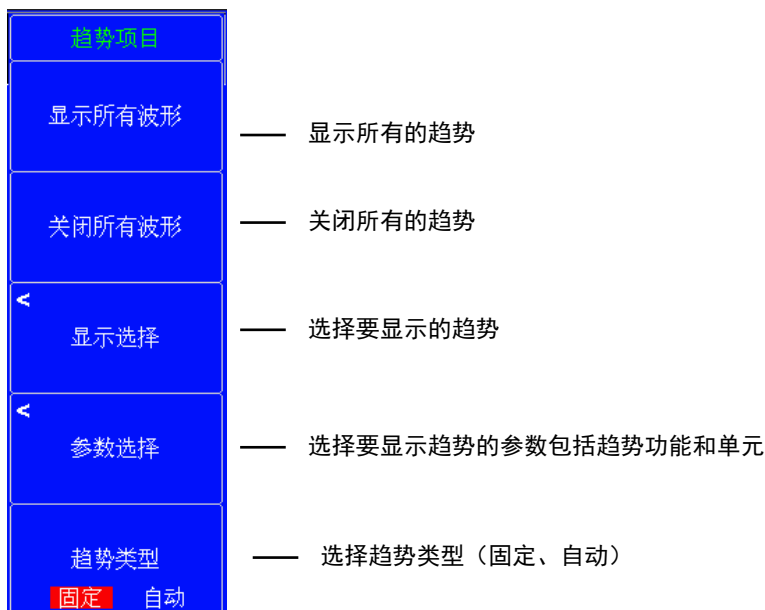 趋势项目
显示所有波形
显示所有的趋势
关闭所有波形
关闭所有的趋势
<
显示选择
选择要显示的趋势
<
参数选择
选择要显示趋势的参数包括趋势功能和单元
趋势类型
选择趋势类型（固定、自动）
固定 自动